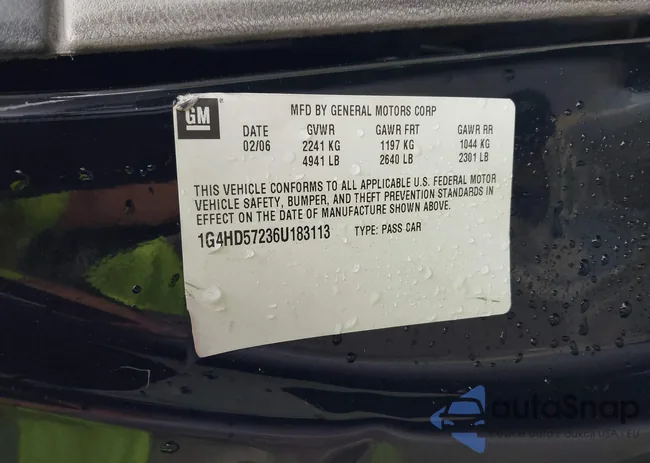 GM
MFD BY GENERAL MOTORS CORP
DATE GVWR GAWR FRT GAWR RR
02/06 2241 KG 1197 KG 1044 KG
4941 LB 2640 LB 2301 LB
THIS VEHICLE CONFORMS TO ALL APPLICABLE U.S. FEDERAL MOTOR
VEHICLE SAFETY, BUMPER, AND THEFT PREVENTION STANDARDS IN
EFFECT ON THE DATE OF MANUFACTURE SHOWN ABOVE.
1G4HD57236U183113 TYPE: PASS CAR
autoSnap